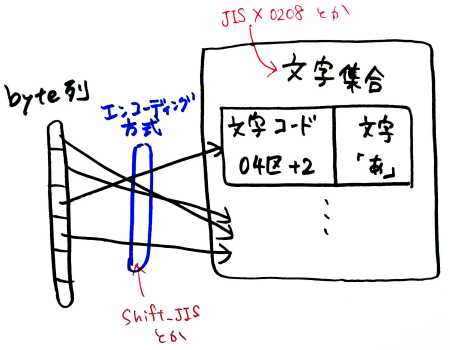 JIS X 0208 とか
文字集合
byte列
エンコーディング
方式
文字コード
文字
04区+2
「あ」
Shift_JIS
とか